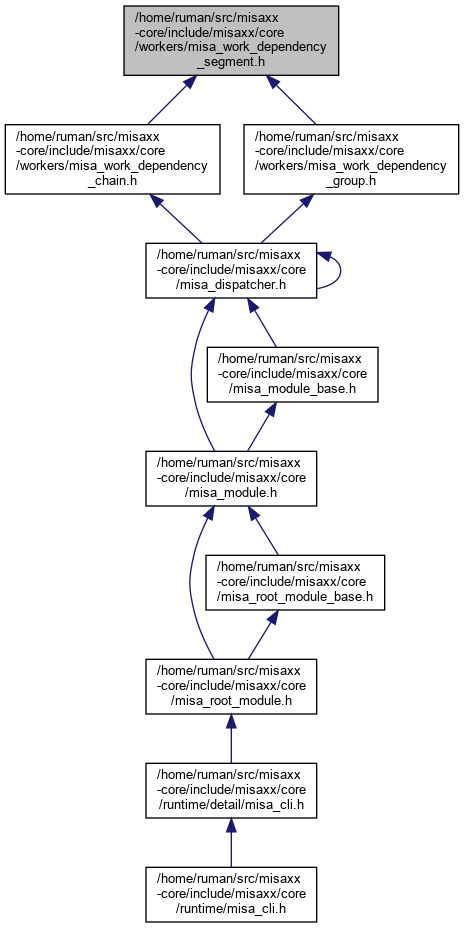 /home/ruman/src/misaxx
-core/include/misaxx/core
/workers/misa_work_dependency
_segment.h
/home/ruman/src/misaxx
-core/include/misaxx/core
/workers/misa_work_dependency
_chain.h
/home/ruman/src/misaxx
-core/include/misaxx/core
/workers/misa_work_dependency
_group.h
/home/ruman/src/misaxx
-core/include/misaxx/core
/misa_dispatcher.h
/home/ruman/src/misaxx
-core/include/misaxx/core
/misa_module_base.h
/home/ruman/src/misaxx
-core/include/misaxx/core
/misa_module.h
/home/ruman/src/misaxx
-core/include/misaxx/core
/misa_root_module_base.h
/home/ruman/src/misaxx
-core/include/misaxx/core
/misa_root_module.h
/home/ruman/src/misaxx
-core/include/misaxx/core
/runtime/detail/misa_cli.h
/home/ruman/src/misaxx
-core/include/misaxx/core
/runtime/misa_cli.h